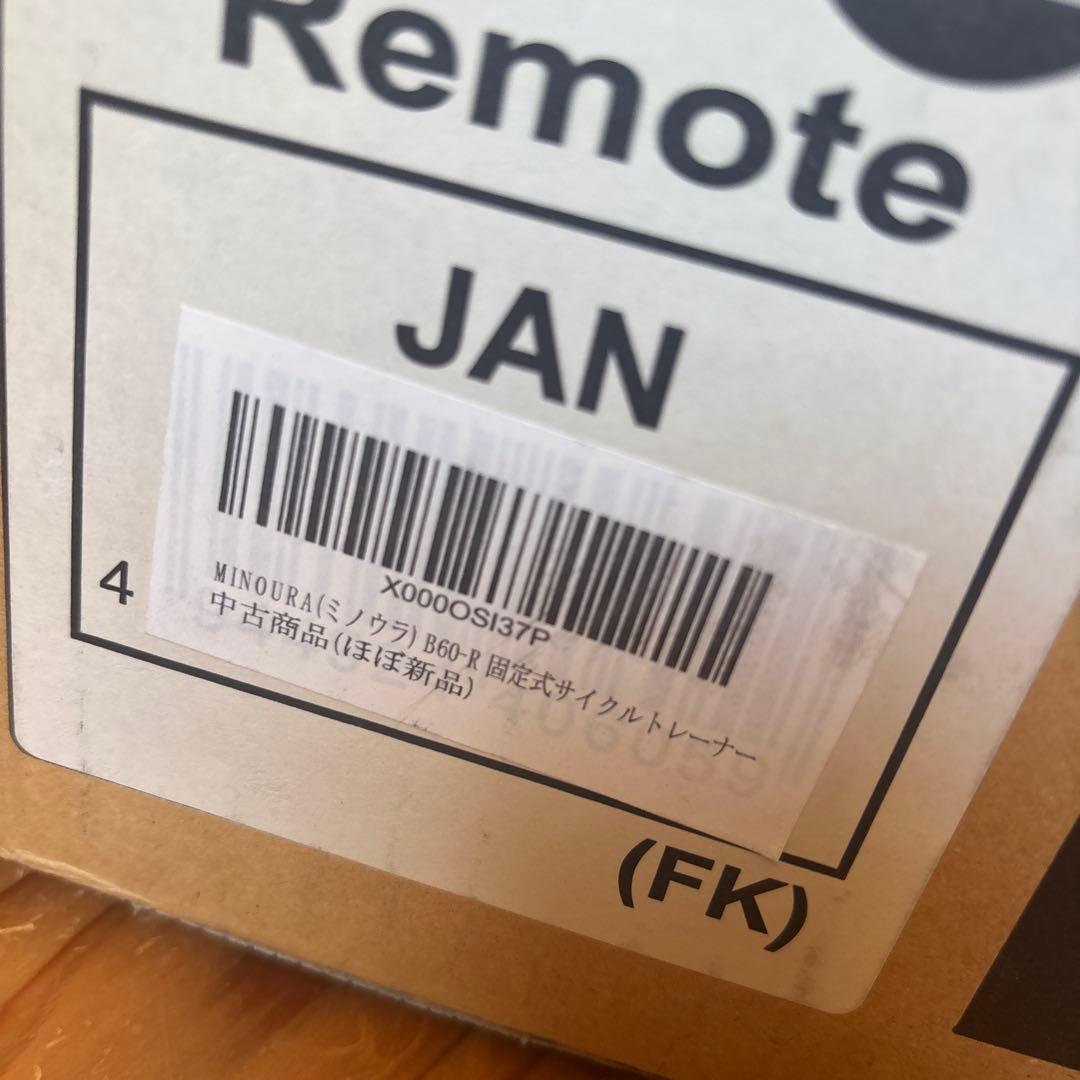 Remote
JAN
X000OSI37P
MINOURA(ミノウラ) B60-R 固定式サイクルトレーナー
中古商品(ほぼ新品)
4
(FK)